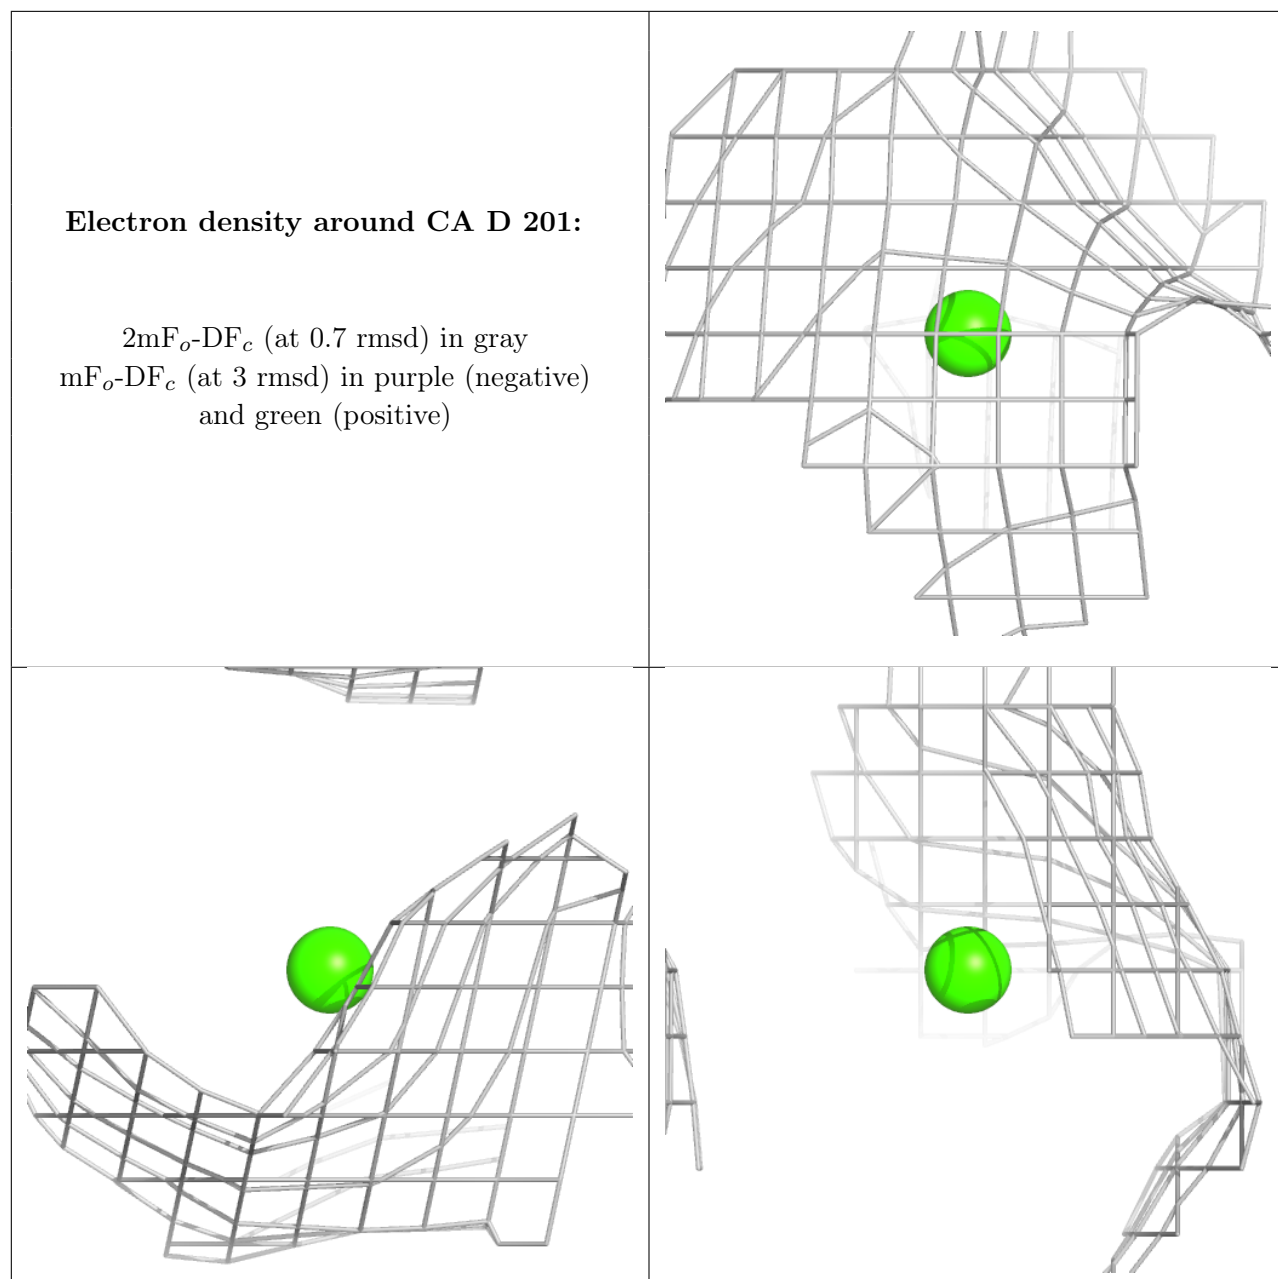 Electron density around CA D 201:
2mFo-DFc (at 0.7 rmsd) in gray
mFo-DFc (at 3 rmsd) in purple (negative)
and green (positive)